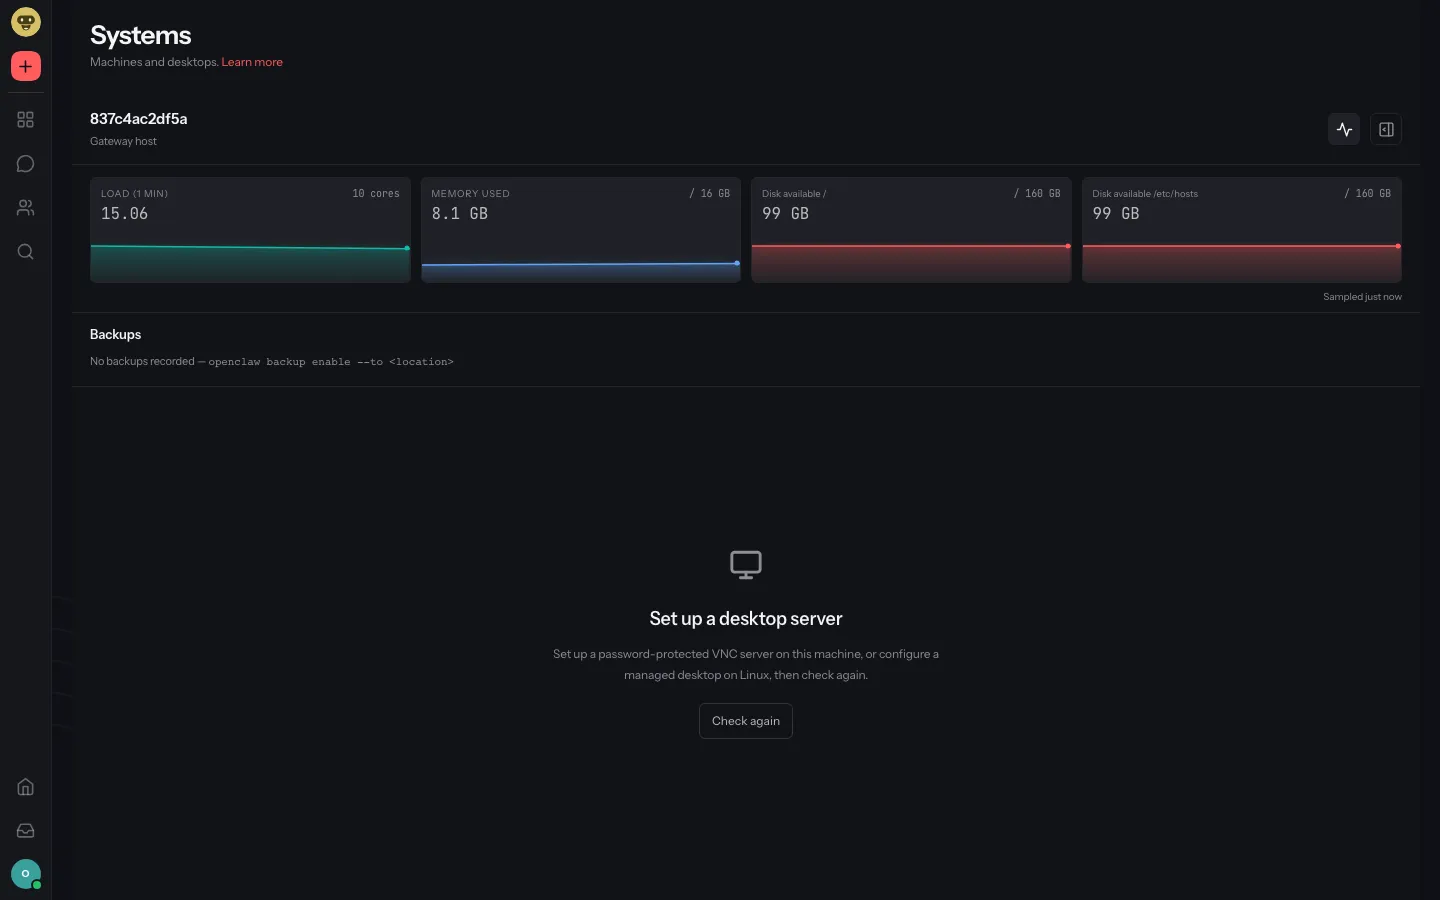 Systems
Machines and desktops. Learn more
837c4ac2df5a
Gateway host
LOAD (1 MIN) 10 cores
15.06
MEMORY USED / 16 GB
8.1 GB
Disk available / / 160 GB
99 GB
Disk available /etc/hosts / 160 GB
99 GB
Sampled just now
Backups
No backups recorded — openclaw backup enable --to <location>
Set up a desktop server
Set up a password-protected VNC server on this machine, or configure a
managed desktop on Linux, then check again.
Check again
O